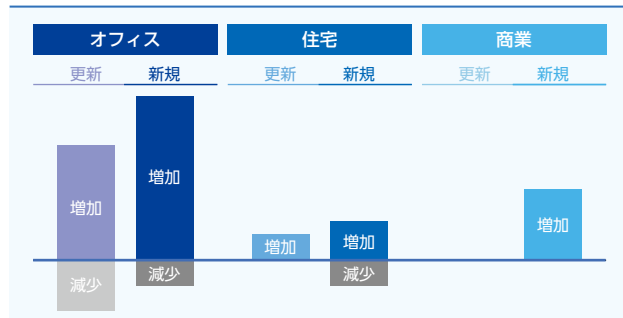 オフィス 住宅 商業
更新 新規 更新 新規 更新 新規
増加 増加 増加 増加 増加
減少 減少 減少